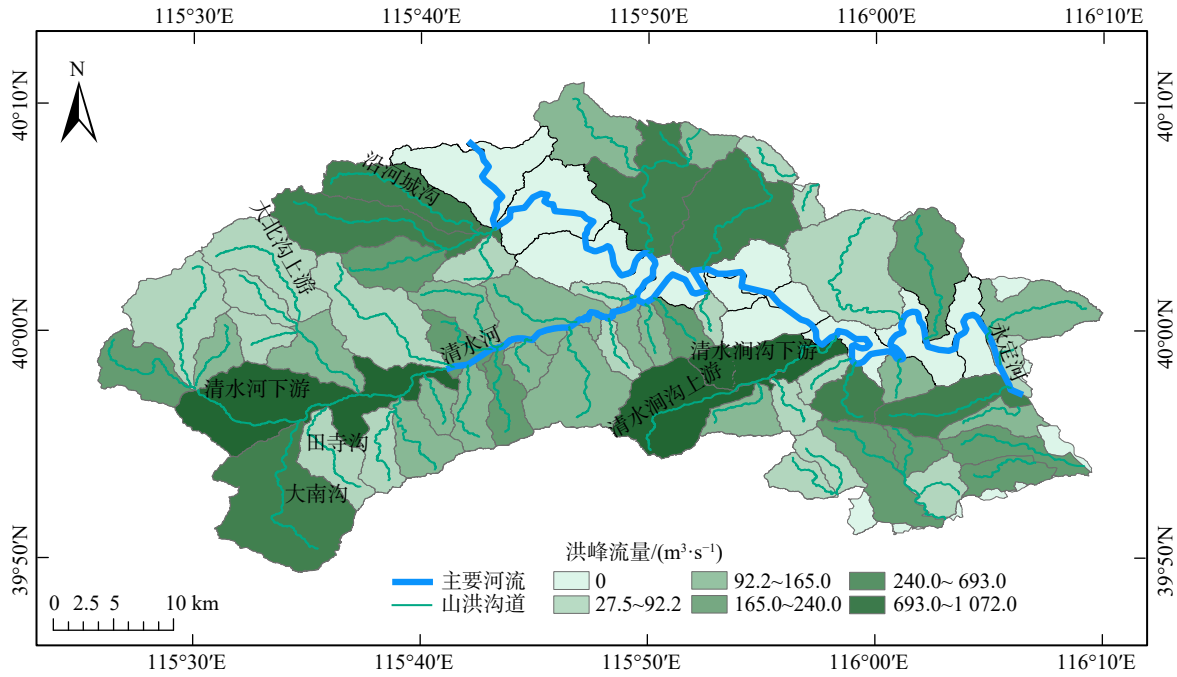 115°30′E 115°40′E 115°50′E 116°00′E 116°10′E
40°10′N
40°10′N
N
沿河城沟
大北沟上游
40°00′N
40°00′N
永定河
清水河
清水涧沟下游
清水河下游
清水涧沟上游
田寺沟
大南沟
39°50′N
39°50′N
洪峰流量/(m³·s⁻¹)
主要河流 0 92.2~165.0 240.0~ 693.0
山洪沟道 27.5~92.2 165.0~240.0 693.0~1 072.0
0 2.5 5 10 km
115°30′E 115°40′E 115°50′E 116°00′E 116°10′E